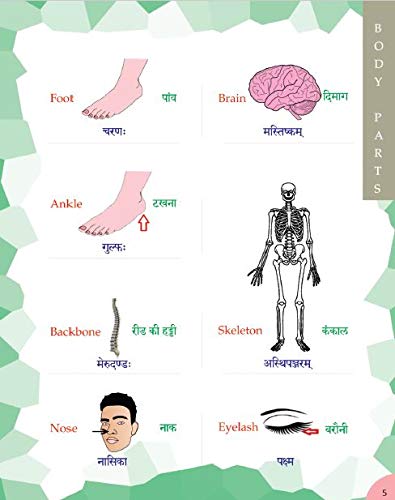 BODY PARTS
Foot
पांव
चरणः
Brain
दिमाग
मस्तिष्कम्
Ankle
टखना
गुल्फः
Backbone
रीड की हड्डी
मेरुदण्डः
Skeleton
कंकाल
अस्थिपञ्जरम्
Nose
नाक
नासिका
Eyelash
बरौनी
पक्ष्म
5